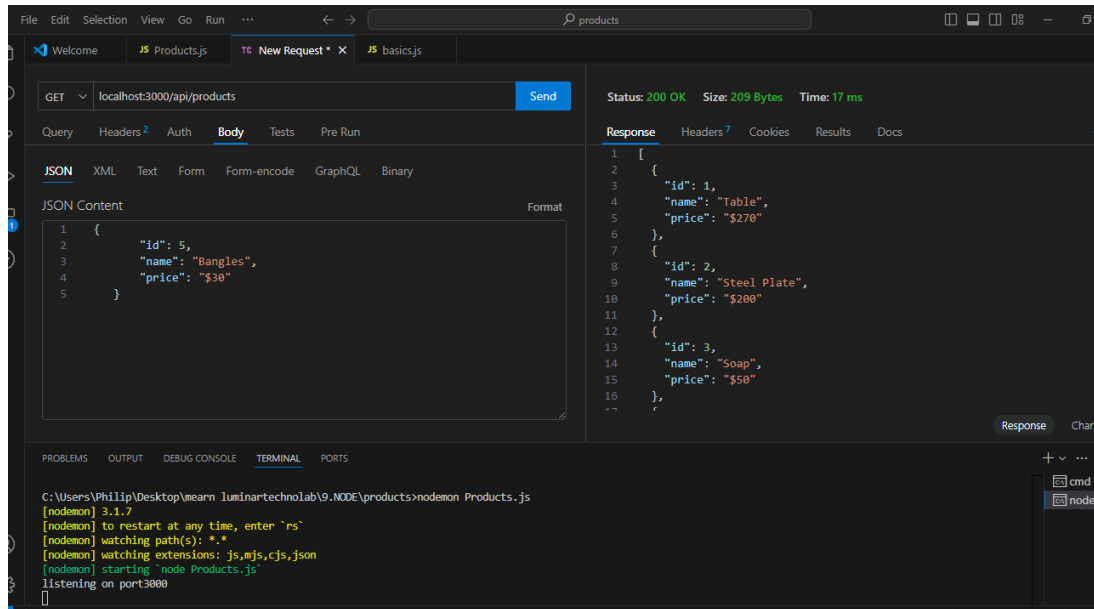 File Edit Selection View Go Run ··· ← → products
Welcome JS Products.js TC New Request * × JS basics.js
GET localhost:3000/api/products Send
Query Headers 2 Auth Body Tests Pre Run
JSON XML Text Form Form-encode GraphQL Binary
JSON Content Format
1 {
2 "id": 5,
3 "name": "Bangles",
4 "price": "$30"
5 }
Status: 200 OK Size: 209 Bytes Time: 17 ms
Response Headers 7 Cookies Results Docs
1 [
2 {
3 "id": 1,
4 "name": "Table",
5 "price": "$270"
6 },
7 {
8 "id": 2,
9 "name": "Steel Plate",
10 "price": "$200"
11 },
12 {
13 "id": 3,
14 "name": "Soap",
15 "price": "$50"
16 },
17 {
Response Char
1
PROBLEMS OUTPUT DEBUG CONSOLE TERMINAL PORTS
C:\Users\Philip\Desktop\mearn luminartechnolab\9.NODE\products>nodemon Products.js
[nodemon] 3.1.7
[nodemon] to restart at any time, enter `rs`
[nodemon] watching path(s): *.*
[nodemon] watching extensions: js,mjs,cjs,json
[nodemon] starting `node Products.js`
listening on port3000
cmd
node